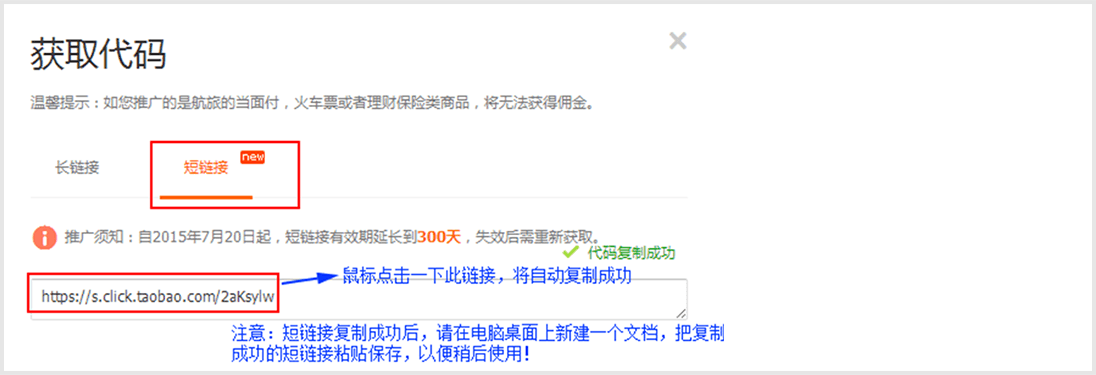 获取代码
温馨提示：如您推广的是航旅的当面付，火车票或者理财保险类商品，将无法获得佣金。
长链接
短链接
new
推广须知：自2015年7月20日起，短链接有效期延长到300天，失效后需重新获取。
代码复制成功
https://s.click.taobao.com/2aKsylw
鼠标点击一下此链接，将自动复制成功
注意：短链接复制成功后，请在电脑桌面上新建一个文档，把复制
成功的短链接粘贴保存，以便稍后使用！